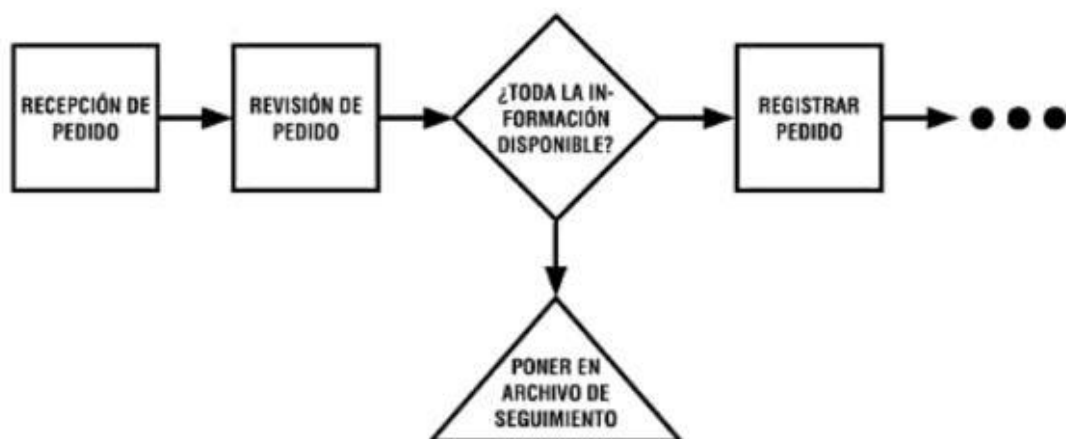 RECEPCIÓN DE
PEDIDO
REVISIÓN DE
PEDIDO
¿TODA LA IN-
FORMACIÓN
DISPONIBLE?
REGISTRAR
PEDIDO
PONER EN
ARCHIVO DE
SEGUIMIENTO